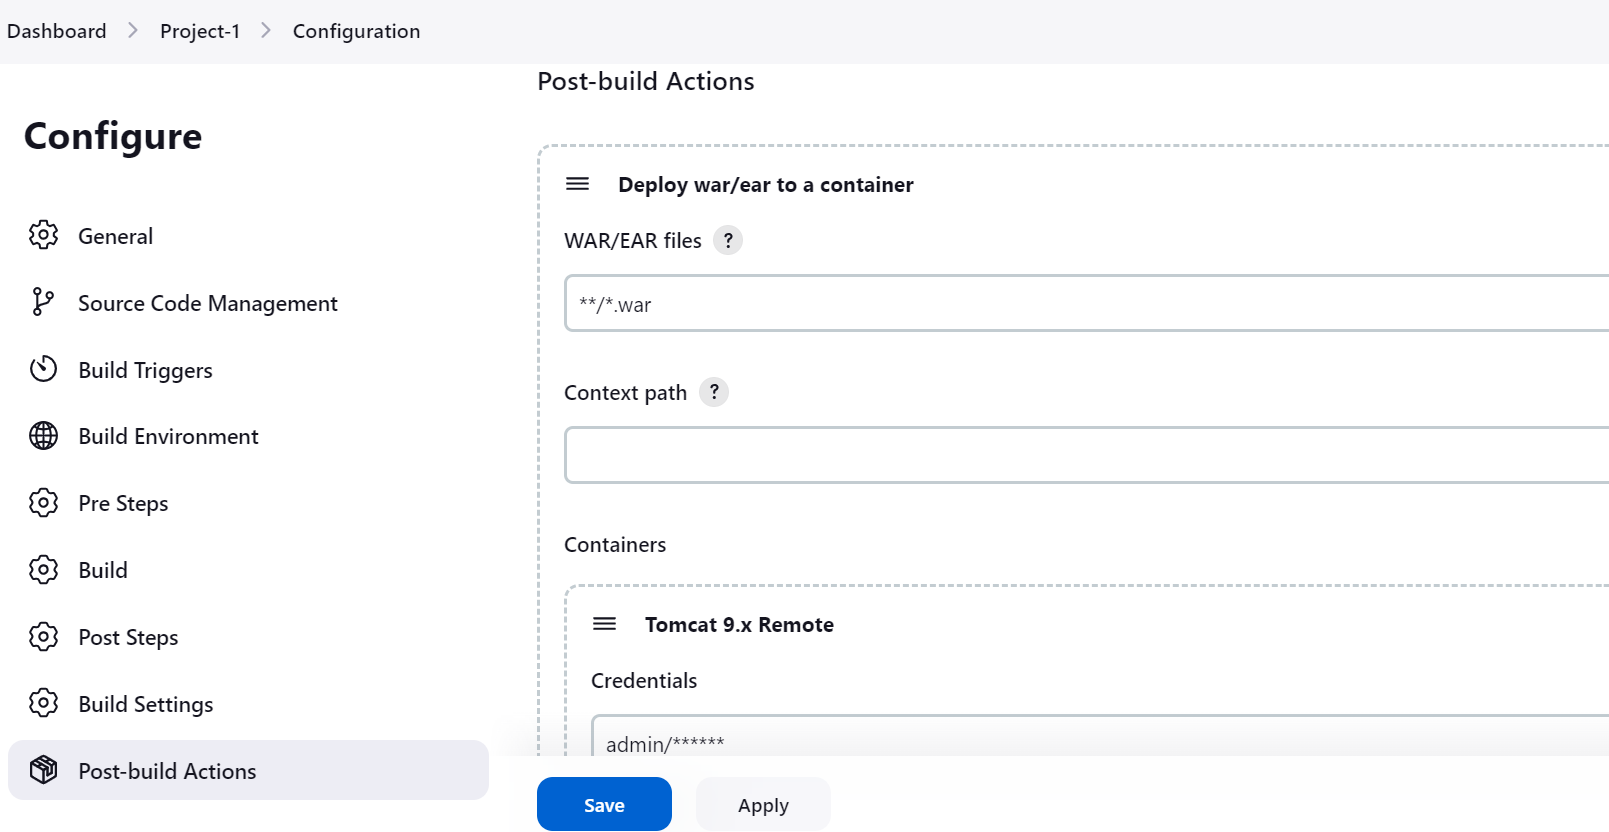 Dashboard > Project-1 > Configuration
Configure
General
Source Code Management
Build Triggers
Build Environment
Pre Steps
Build
Post Steps
Build Settings
Post-build Actions
Post-build Actions
Deploy war/ear to a container
WAR/EAR files ?
**/*.war
Context path ?
Containers
Tomcat 9.x Remote
Credentials
admin/******
Save Apply